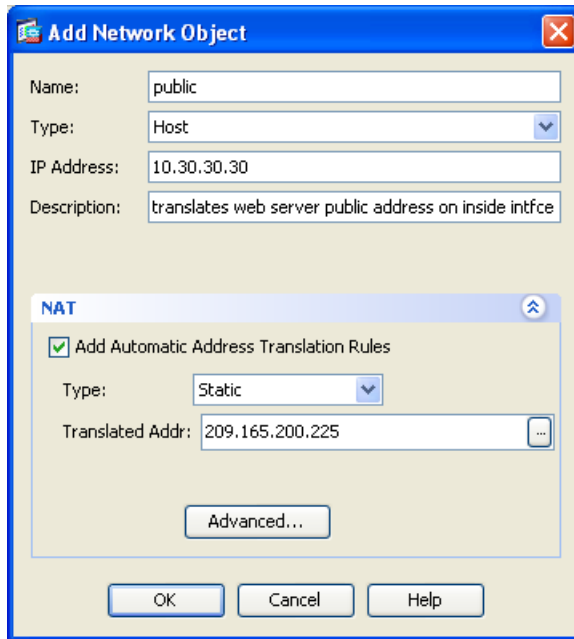 Add Network Object
Name: public
Type: Host
IP Address: 10.30.30.30
Description: translates web server public address on inside intfce
NAT
Add Automatic Address Translation Rules
Type: Static
Translated Addr: 209.165.200.225 ...
Advanced...
OK Cancel Help